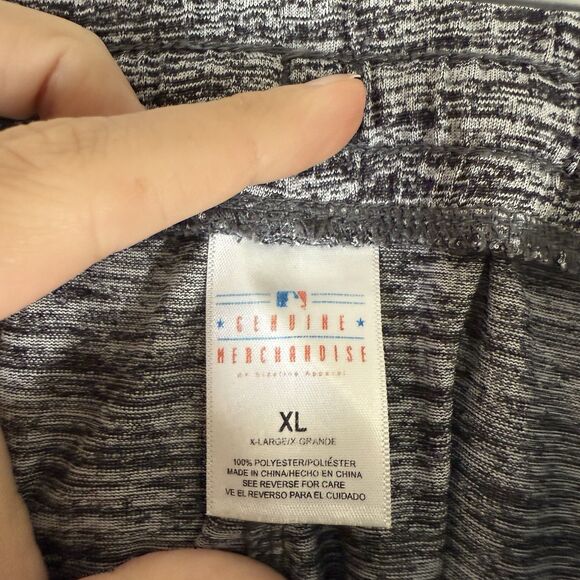 GENUINE
MERCHANDISE
XL
X-LARGE/X-GRANDE
100% POLYESTER/POLIÉSTER
MADE IN CHINA/HECHO EN CHINA
SEE REVERSE FOR CARE
VE EL REVERSO PARA EL CUIDADO